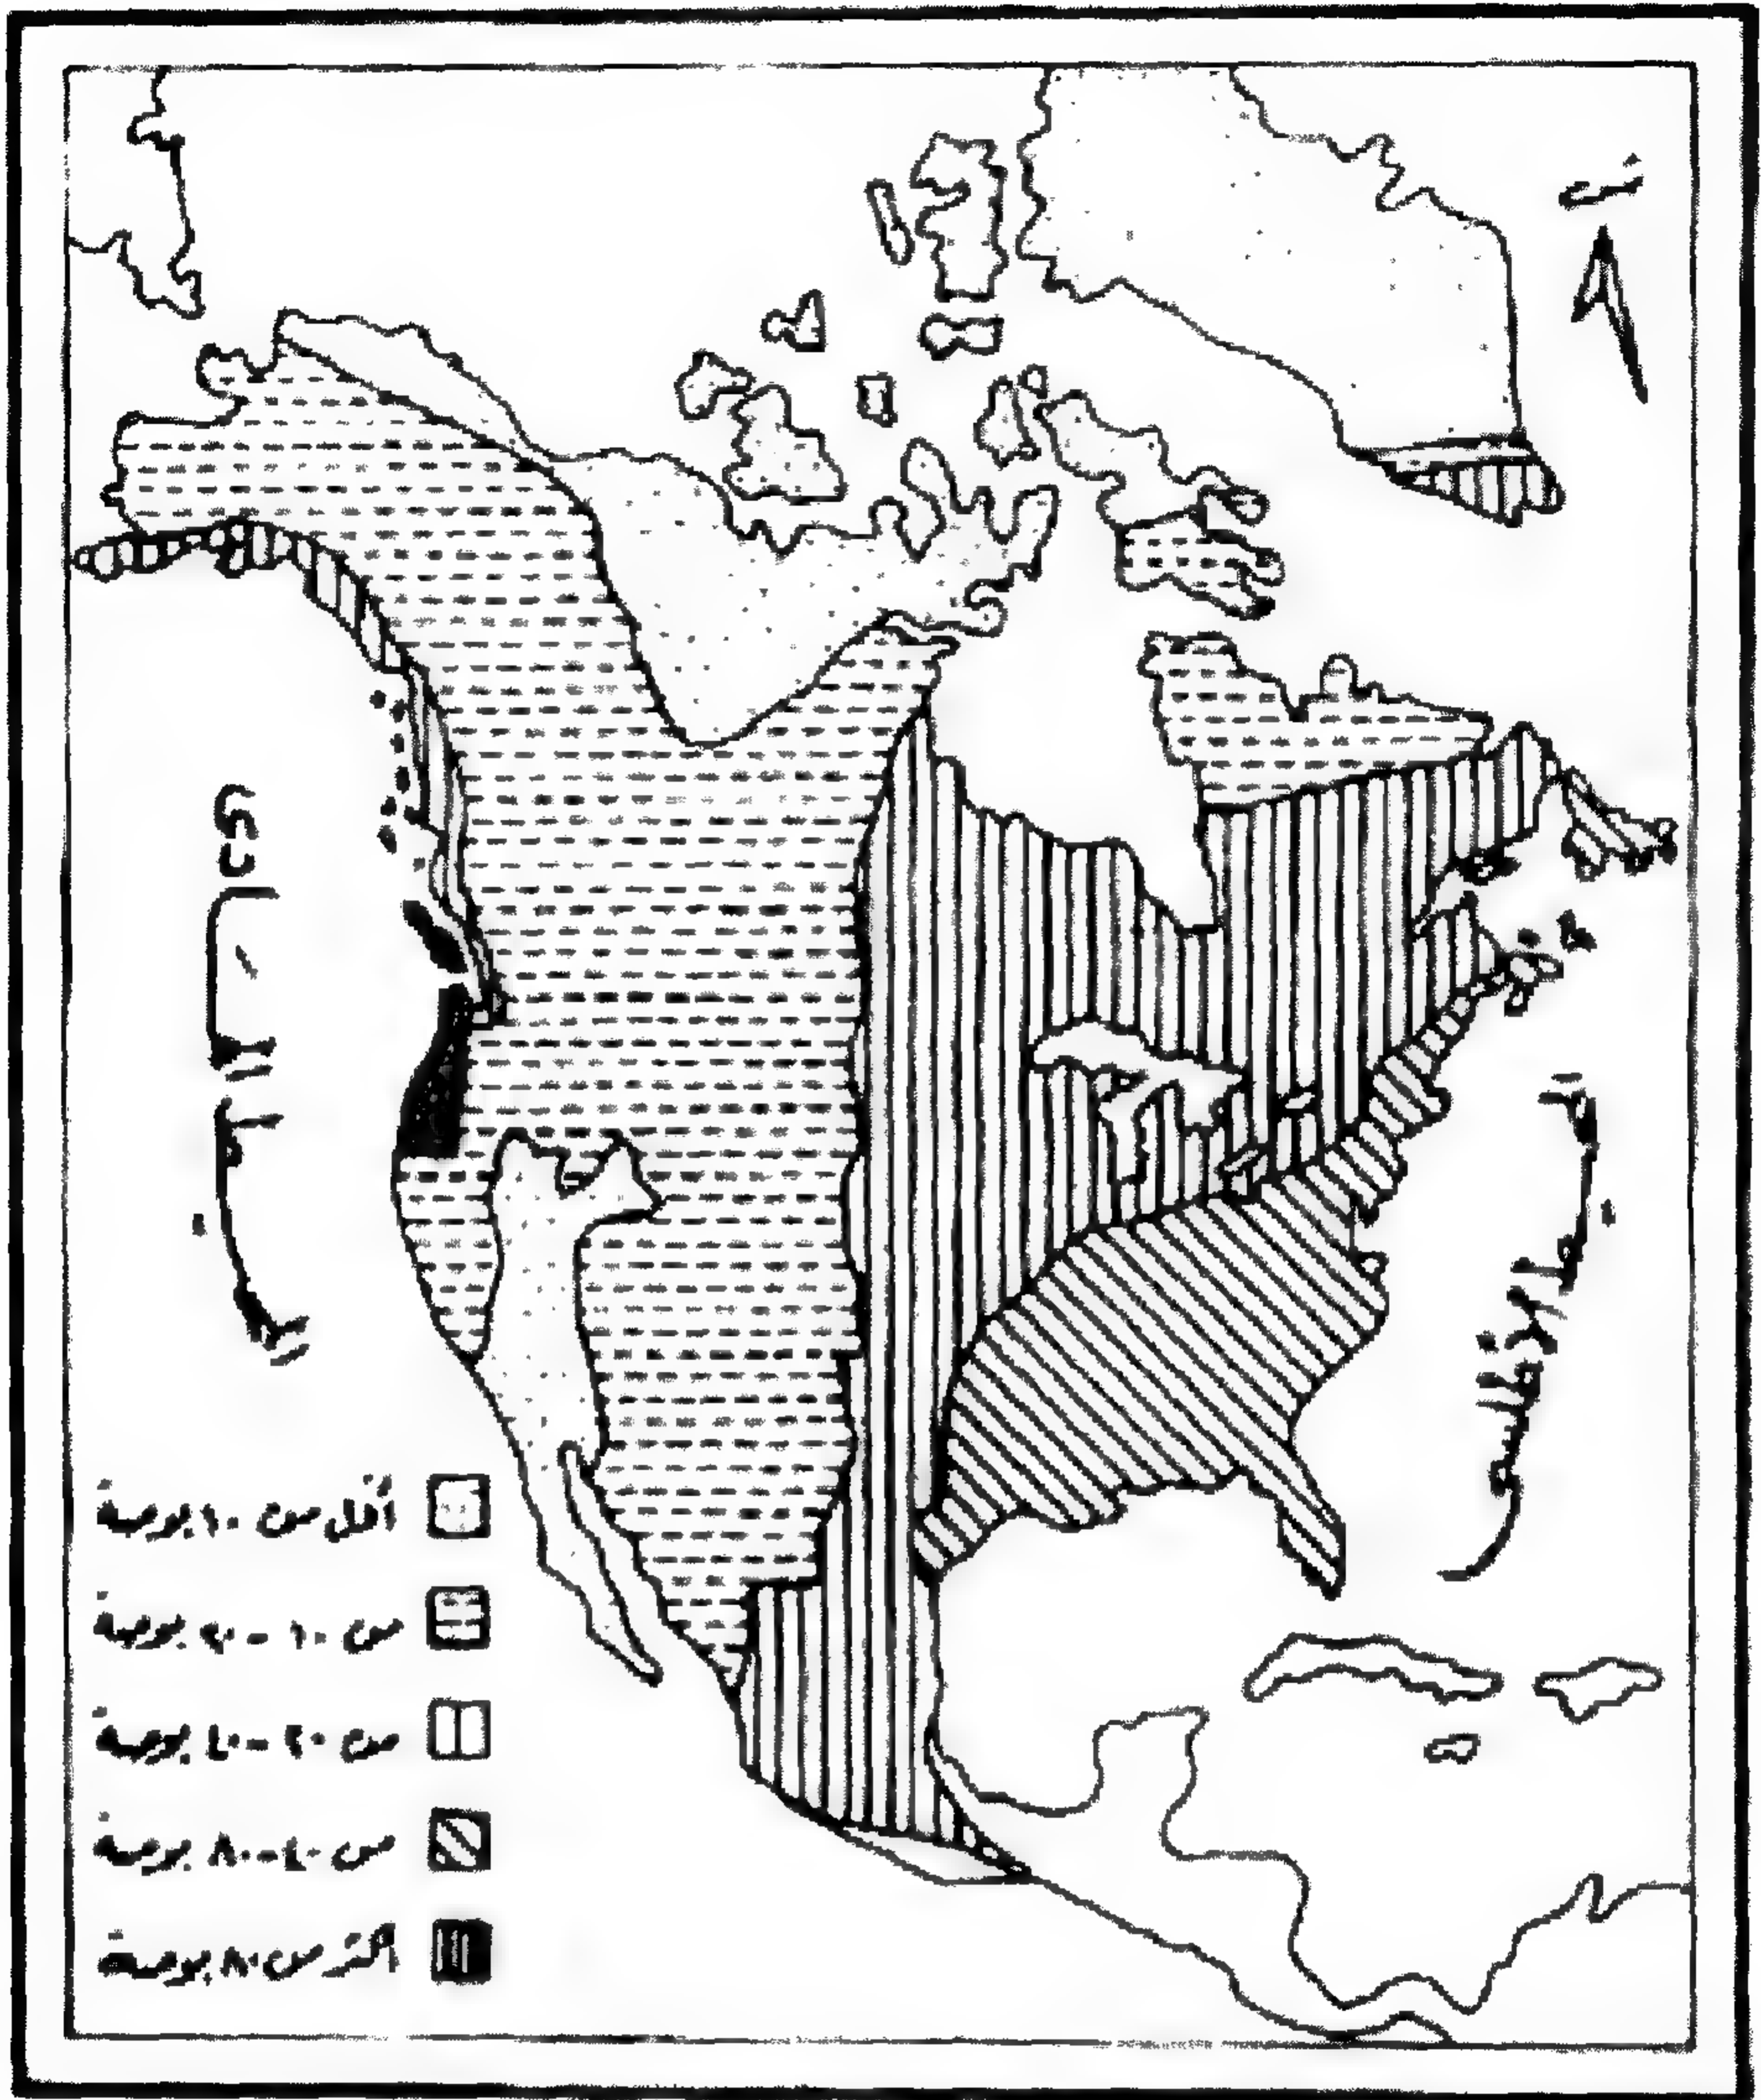 ن
المحيط الهادي
المحيط الأطلنطي
أقل من ١٠ بوصة
من ١٠ - ٢٠ بوصة
من ٢٠ - ٤٠ بوصة
من ٤٠ - ٨٠ بوصة
أكثر من ٨٠ بوصة